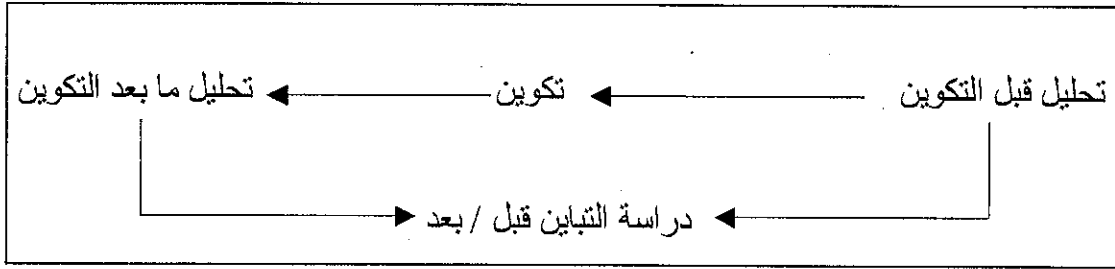 تحليل قبل التكوين تكوين تحليل ما بعد التكوين
دراسة التباين قبل / بعد